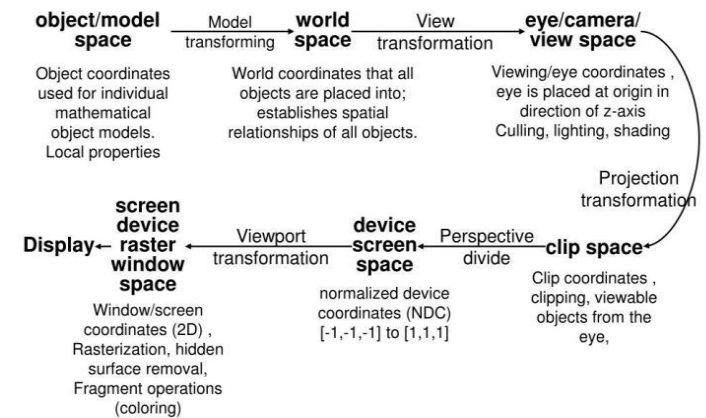 object/model
space
Model
transforming
world
space
View
transformation
eye/camera/
view space
Object coordinates
used for individual
mathematical
object models.
Local properties
World coordinates that all
objects are placed into;
establishes spatial
relationships of all objects.
Viewing/eye coordinates ,
eye is placed at origin in
direction of z-axis
Culling, lighting, shading
Projection
transformation
clip space
Clip coordinates ,
clipping, viewable
objects from the
eye,
Perspective
divide
device
screen
space
normalized device
coordinates (NDC)
[-1,-1,-1] to [1,1,1]
Viewport
transformation
screen
device
raster
window
space
Window/screen
coordinates (2D) ,
Rasterization, hidden
surface removal,
Fragment operations
(coloring)
Display